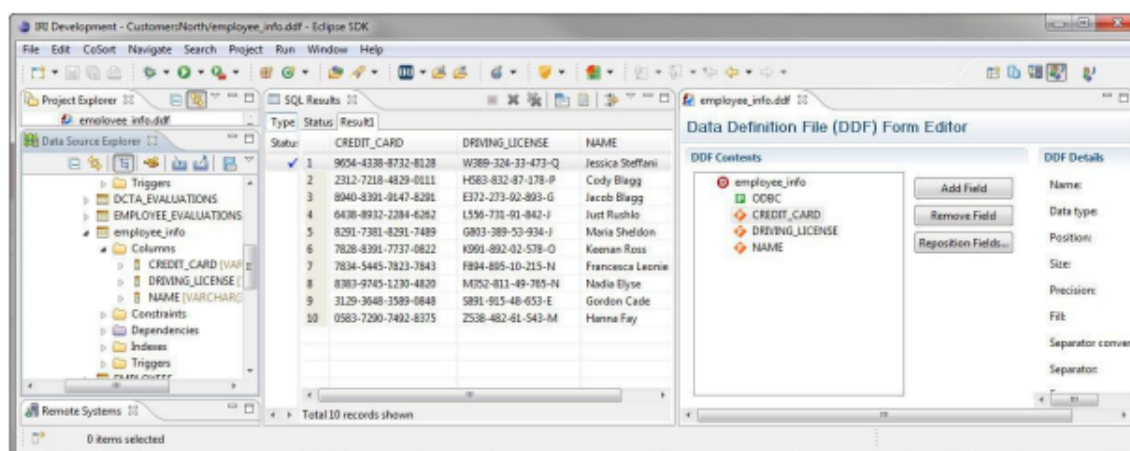 IRI Development - CustomersNorth/employee_info.ddf - Eclipse SDK
File Edit CoSort Navigate Search Project Run Window Help
Project Explorer
employee_info.ddf
Data Source Explorer
Triggers
DCTA_EVALUATIONS
EMPLOYEE_EVALUATIONS
employee_info
Columns
CREDIT_CARD [VAR
DRIVING_LICENSE [
NAME [VARCHAR(
Constraints
Dependencies
Indexes
Triggers
Remote Systems
0 items selected
SQL Results
Type Status Result1
Status CREDIT_CARD DRIVING_LICENSE NAME
1 9654-4338-8732-8128 W389-324-33-473-Q Jessica Steffani
2 2312-7218-4829-0111 H583-832-87-178-P Cody Blagg
3 8940-8391-9147-8291 E372-273-92-893-G Jacob Blagg
4 6438-8932-2284-6262 L556-731-91-842-J Just Rushlo
5 8291-7381-8291-7489 G803-389-53-934-J Maria Sheldon
6 7828-8391-7737-0822 K991-892-02-578-O Keenan Ross
7 7834-5445-7823-7843 F894-895-10-215-N Francesca Leonie
8 8383-9745-1230-4820 M352-811-49-765-N Nadia Elyse
9 3129-3648-3589-0848 S891-915-48-653-E Gordon Cade
10 0583-7290-7492-8375 Z538-482-61-543-M Hanna Fay
Total 10 records shown
employee_info.ddf
Data Definition File (DDF) Form Editor
DDF Contents
employee_info
ODBC
CREDIT_CARD
DRIVING_LICENSE
NAME
Add Field
Remove Field
Reposition Fields...
DDF Details
Name:
Data type:
Position:
Size:
Precision:
Fill:
Separator conver
Separator: